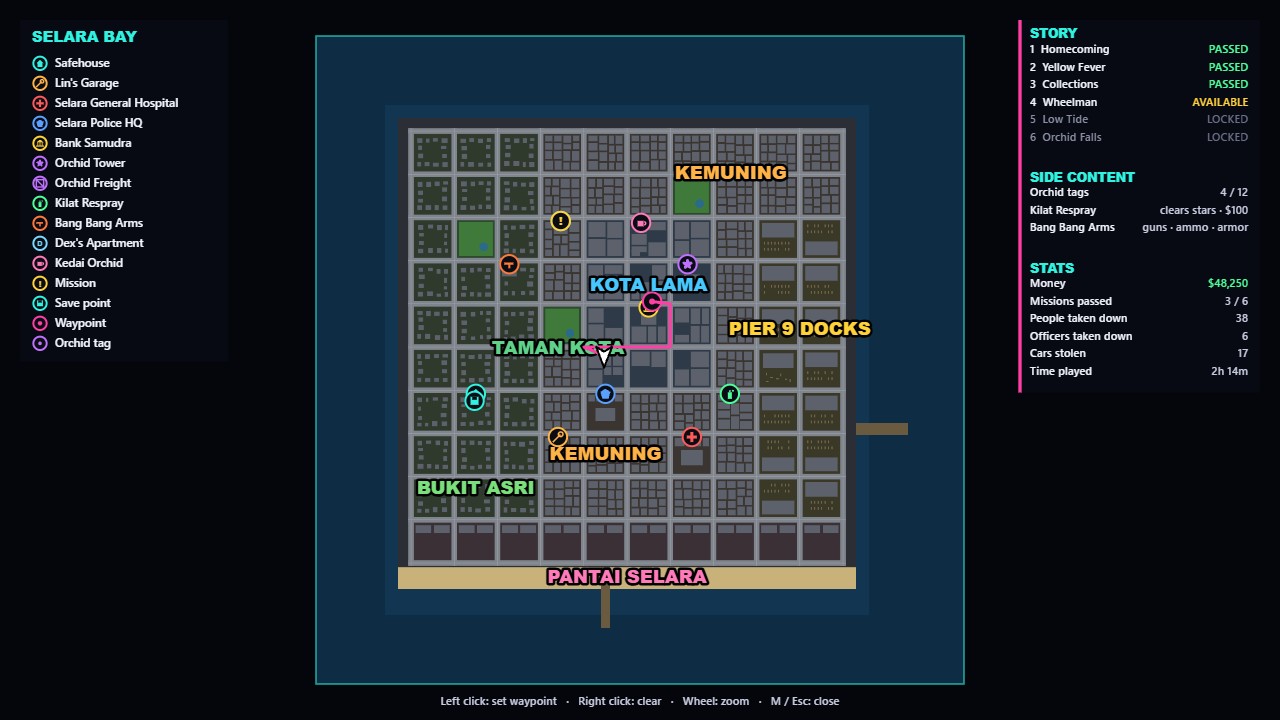 SELARA BAY
Safehouse
Lin's Garage
Selara General Hospital
Selara Police HQ
Bank Samudra
Orchid Tower
Orchid Freight
Kilat Respray
Bang Bang Arms
D Dex's Apartment
Kedai Orchid
! Mission
Save point
Waypoint
Orchid tag
KEMUNING
!
KOTA LAMA
PIER 9 DOCKS
TAMAN KOTA
KEMUNING
BUKIT ASRI
PANTAI SELARA
Left click: set waypoint · Right click: clear · Wheel: zoom · M / Esc: close
STORY
1 Homecoming PASSED
2 Yellow Fever PASSED
3 Collections PASSED
4 Wheelman AVAILABLE
5 Low Tide LOCKED
6 Orchid Falls LOCKED
SIDE CONTENT
Orchid tags 4 / 12
Kilat Respray clears stars · $100
Bang Bang Arms guns · ammo · armor
STATS
Money $48,250
Missions passed 3 / 6
People taken down 38
Officers taken down 6
Cars stolen 17
Time played 2h 14m